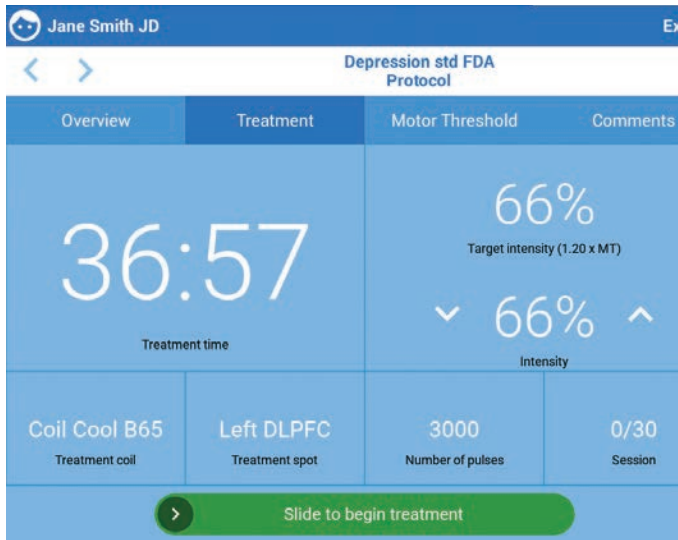 Jane Smith JD
Depression std FDA
Protocol
Overview Treatment Motor Threshold Comments
36:57
Treatment time
66%
Target intensity (1.20 x MT)
66%
Intensity
Coil Cool B65 Left DLPFC 3000 0/30
Treatment coil Treatment spot Number of pulses Session
Slide to begin treatment